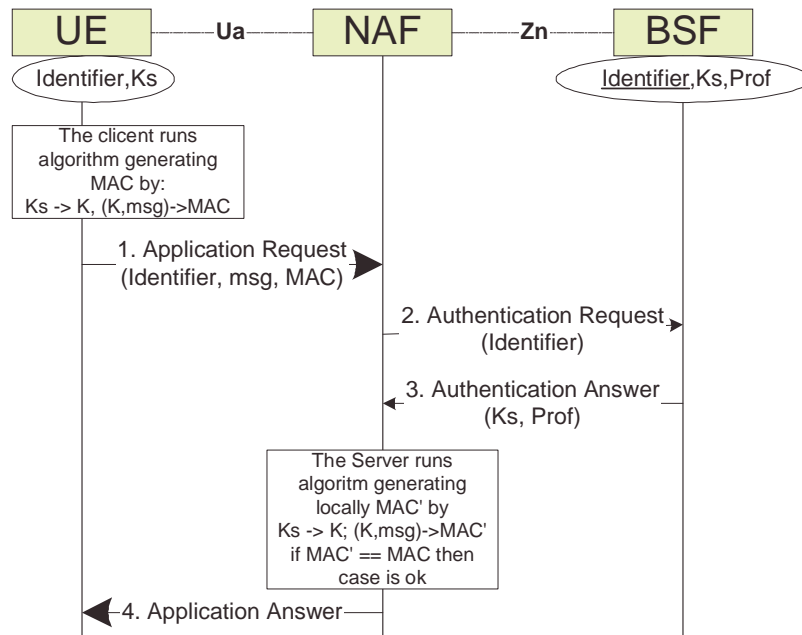 UE
Ua
NAF
Zn
BSF
Identifier,Ks
Identifier,Ks,Prof
The clicent runs
algorithm generating
MAC by:
Ks -> K, (K,msg)->MAC
1. Application Request
(Identifier, msg, MAC)
2. Authentication Request
(Identifier)
3. Authentication Answer
(Ks, Prof)
The Server runs
algoritm generating
locally MAC' by
Ks -> K; (K,msg)->MAC'
if MAC' == MAC then
case is ok
4. Application Answer